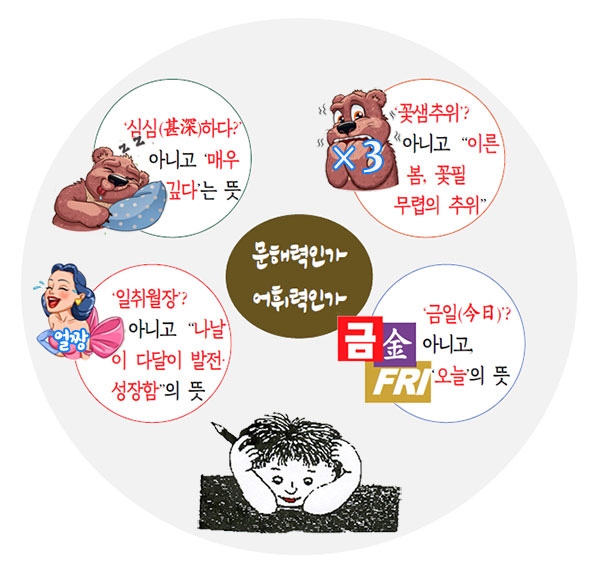 '심심(甚深)하다?'
아니고 '매우
깊다'는 뜻
z z
'꽃샘추위'?
아니고 "이른
봄, 꽃필
무렵의 추위"
×3
문해력인가
어휘력인가
'일취월장'?
아니고 "나날
이 다달이 발전·
성장함"의 뜻
얼짱
'금일(今日)'?
아니고,
'오늘'의 뜻
금 金
FRI